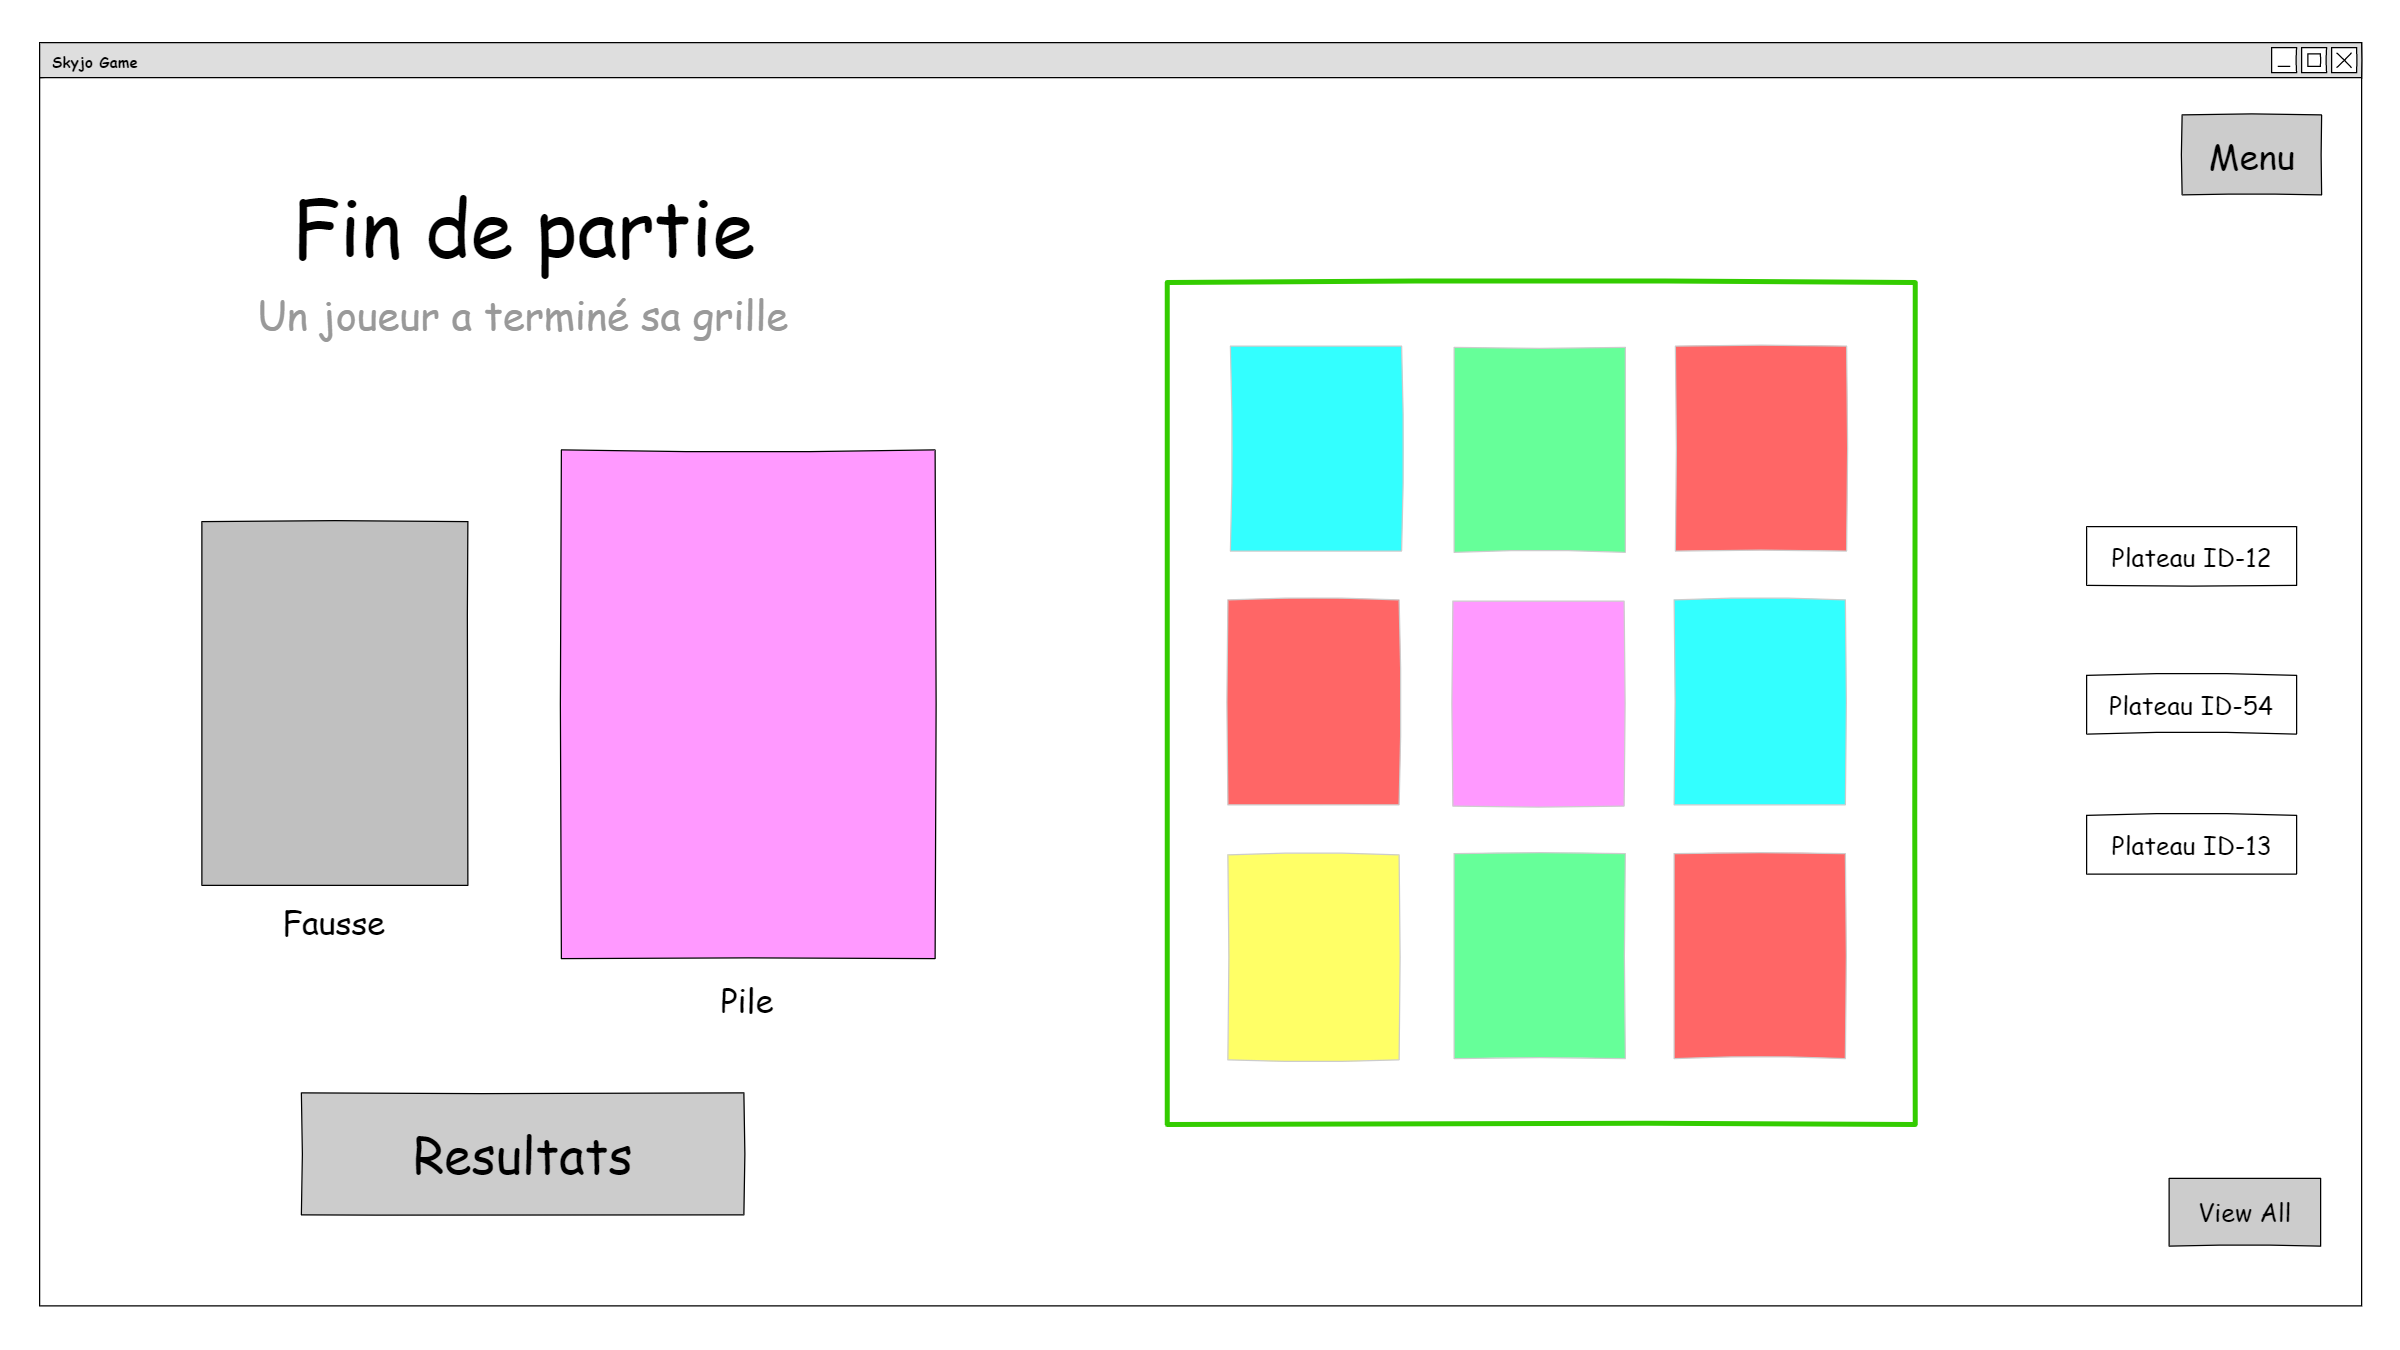 Skyjo Game
Menu
Fin de partie
Un joueur a terminé sa grille
Fausse
Pile
Resultats
Plateau ID-12
Plateau ID-54
Plateau ID-13
View All